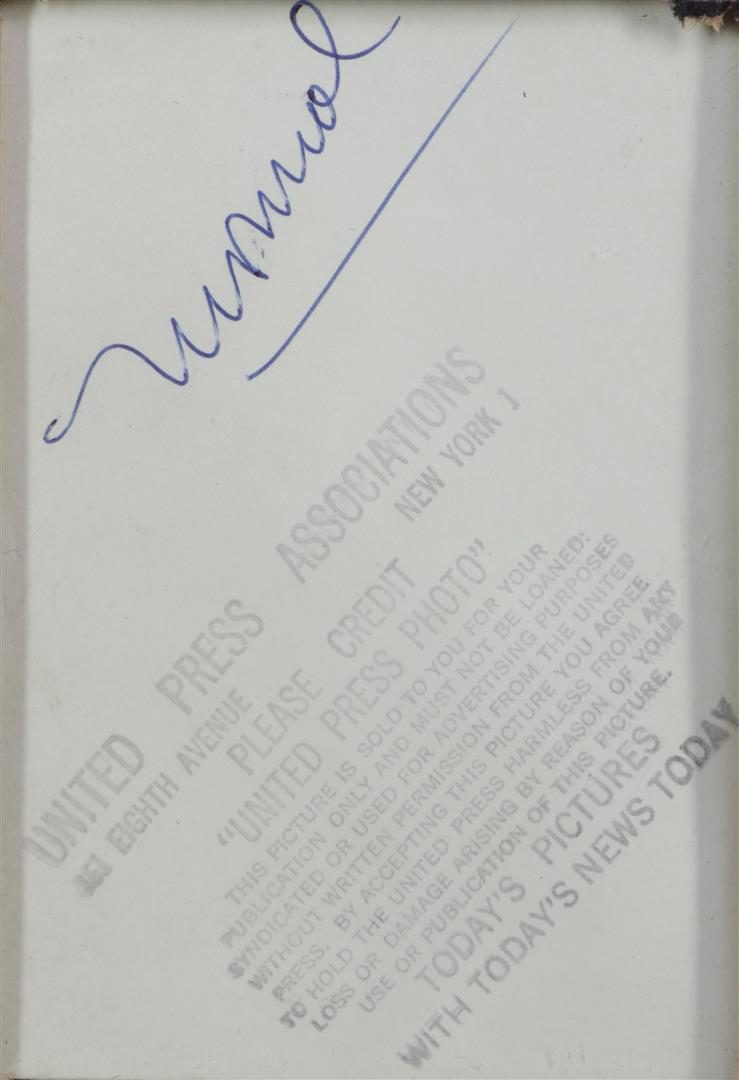 UNITED PRESS ASSOCIATIONS
461 EIGHTH AVENUE NEW YORK 1
PLEASE CREDIT
"UNITED PRESS PHOTO"
THIS PICTURE IS SOLD TO YOU FOR YOUR
PUBLICATION ONLY AND MUST NOT BE LOANED:
SYNDICATED OR USED FOR ADVERTISING PURPOSES
WITHOUT WRITTEN PERMISSION FROM THE UNITED
PRESS. BY ACCEPTING THIS PICTURE YOU AGREE
TO HOLD THE UNITED PRESS HARMLESS FROM ANY
LOSS OR DAMAGE ARISING BY REASON OF YOUR
USE OR PUBLICATION OF THIS PICTURE.
TODAY'S PICTURES
WITH TODAY'S NEWS TODAY